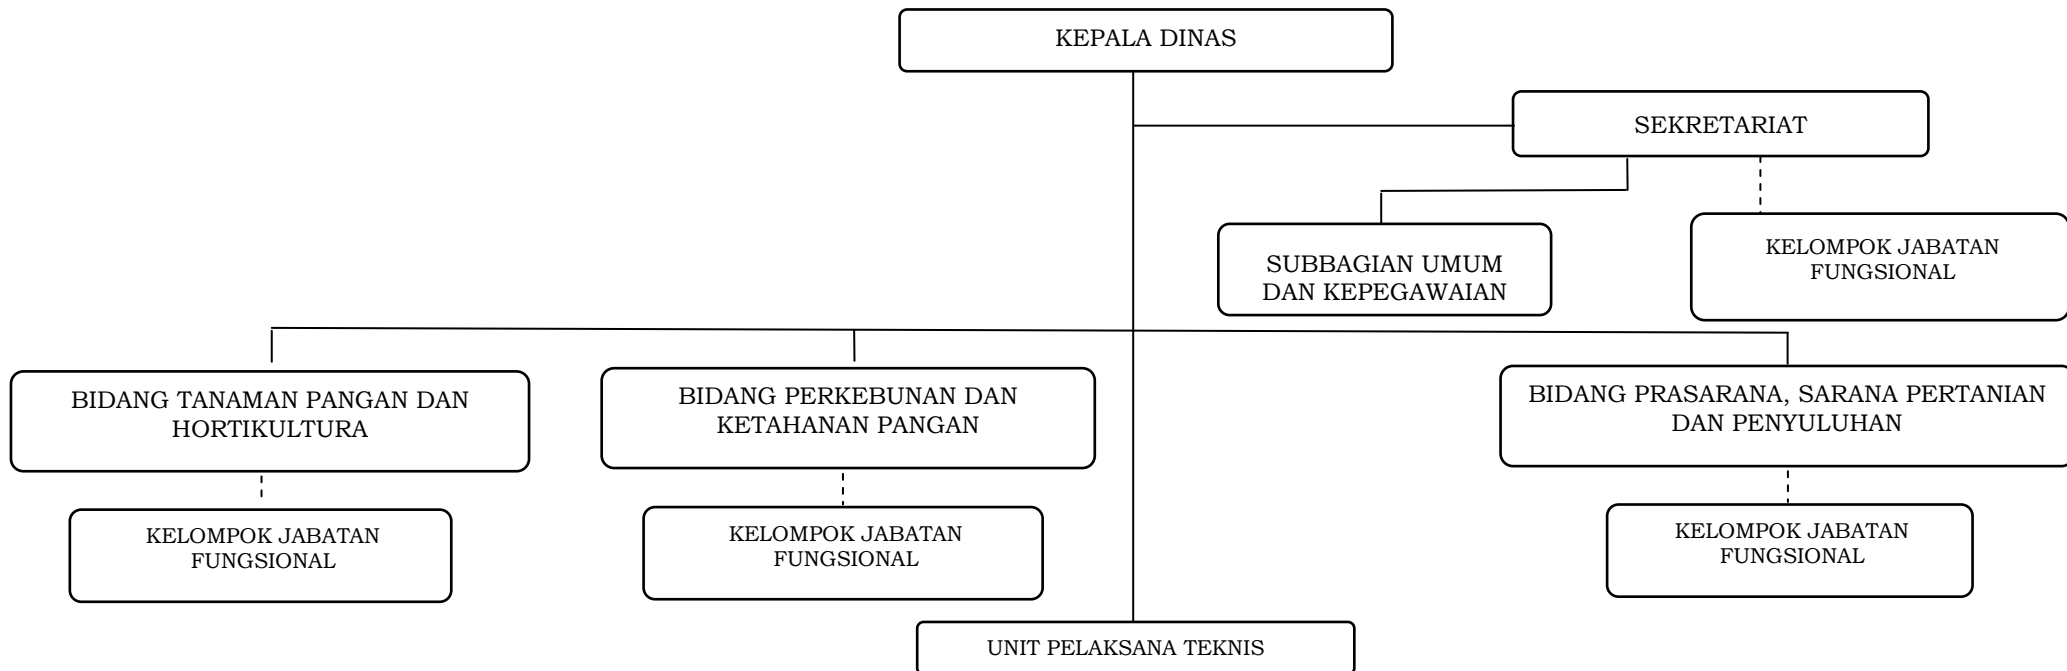 KEPALA DINAS
SEKRETARIAT
SUBBAGIAN UMUM
DAN KEPEGAWAIAN
KELOMPOK JABATAN
FUNGSIONAL
BIDANG TANAMAN PANGAN DAN
HORTIKULTURA
BIDANG PERKEBUNAN DAN
KETAHANAN PANGAN
BIDANG PRASARANA, SARANA PERTANIAN
DAN PENYULUHAN
KELOMPOK JABATAN
FUNGSIONAL
KELOMPOK JABATAN
FUNGSIONAL
KELOMPOK JABATAN
FUNGSIONAL
UNIT PELAKSANA TEKNIS